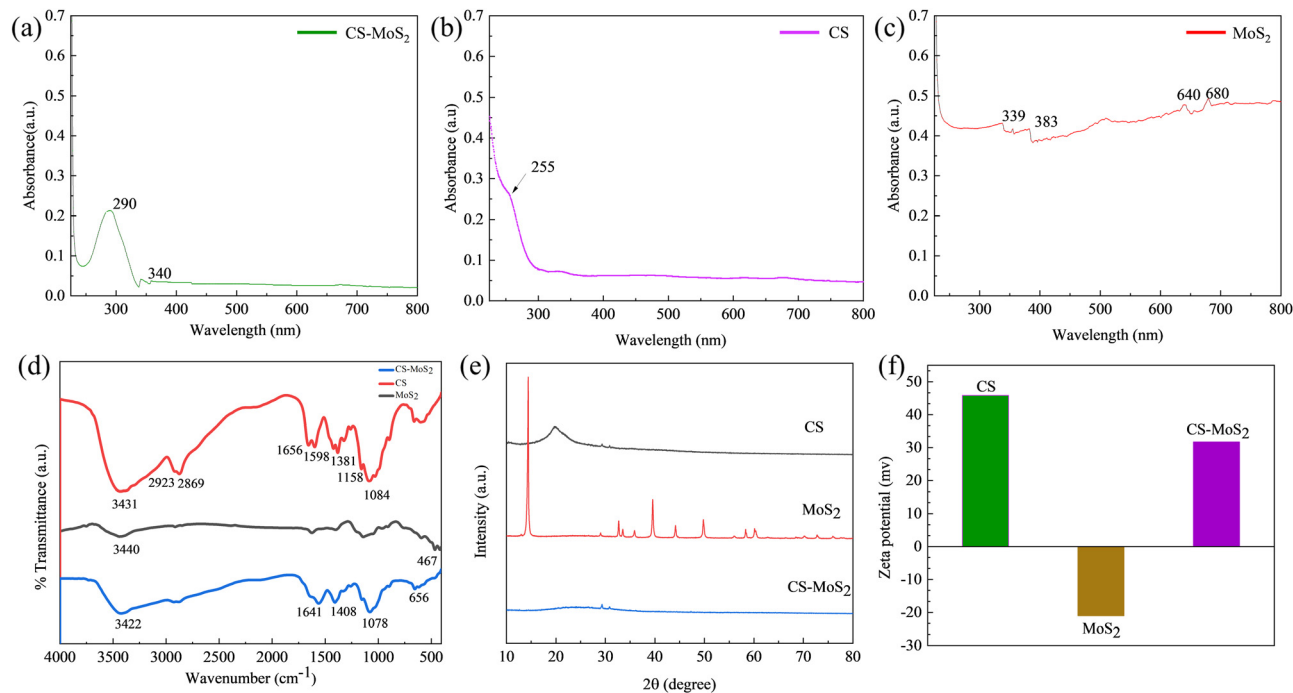 (a)
0.7
0.6
0.5
0.4
0.3
0.2
0.1
0.0
Absorbance(a.u.)
CS-MoS2
290
340
300 400 500 600 700 800
Wavelength (nm)
(b)
0.7
0.6
0.5
0.4
0.3
0.2
0.1
0.0
Absorbance (a.u)
CS
255
300 400 500 600 700 800
Wavelength (nm)
(c)
0.7
0.6
0.5
0.4
0.3
0.2
0.1
0.0
Absorbance (a.u)
MoS2
339 383 640 680
300 400 500 600 700 800
Wavelength (nm)
(d)
% Transmittance (a.u.)
CS-MoS2
CS
MoS2
3431 2923 2869 1656 1598 1381 1158 1084
3440 467
3422 1641 1408 1078 656
4000 3500 3000 2500 2000 1500 1000 500
Wavenumber (cm-1)
(e)
Intensity (a.u.)
CS
MoS2
CS-MoS2
10 20 30 40 50 60 70 80
2θ (degree)
(f)
50
40
30
20
10
0
-10
-20
-30
Zeta potential (mv)
CS
MoS2
CS-MoS2